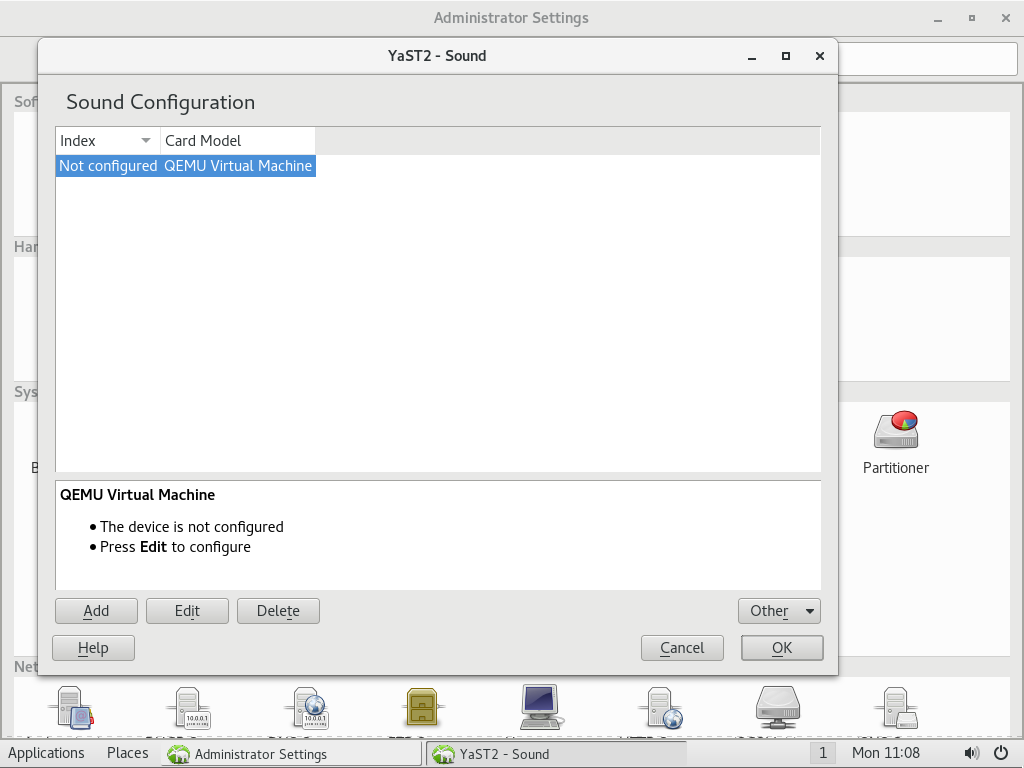 Administrator Settings
YaST2 - Sound
Sound Configuration
Index Card Model
Not configured QEMU Virtual Machine
QEMU Virtual Machine
• The device is not configured
• Press Edit to configure
Add Edit Delete Other
Help Cancel OK
Sof
Har
Sys
B
Partitioner
Net
10.0.0.1
10.0.0.1
Applications Places Administrator Settings YaST2 - Sound 1 Mon 11:08